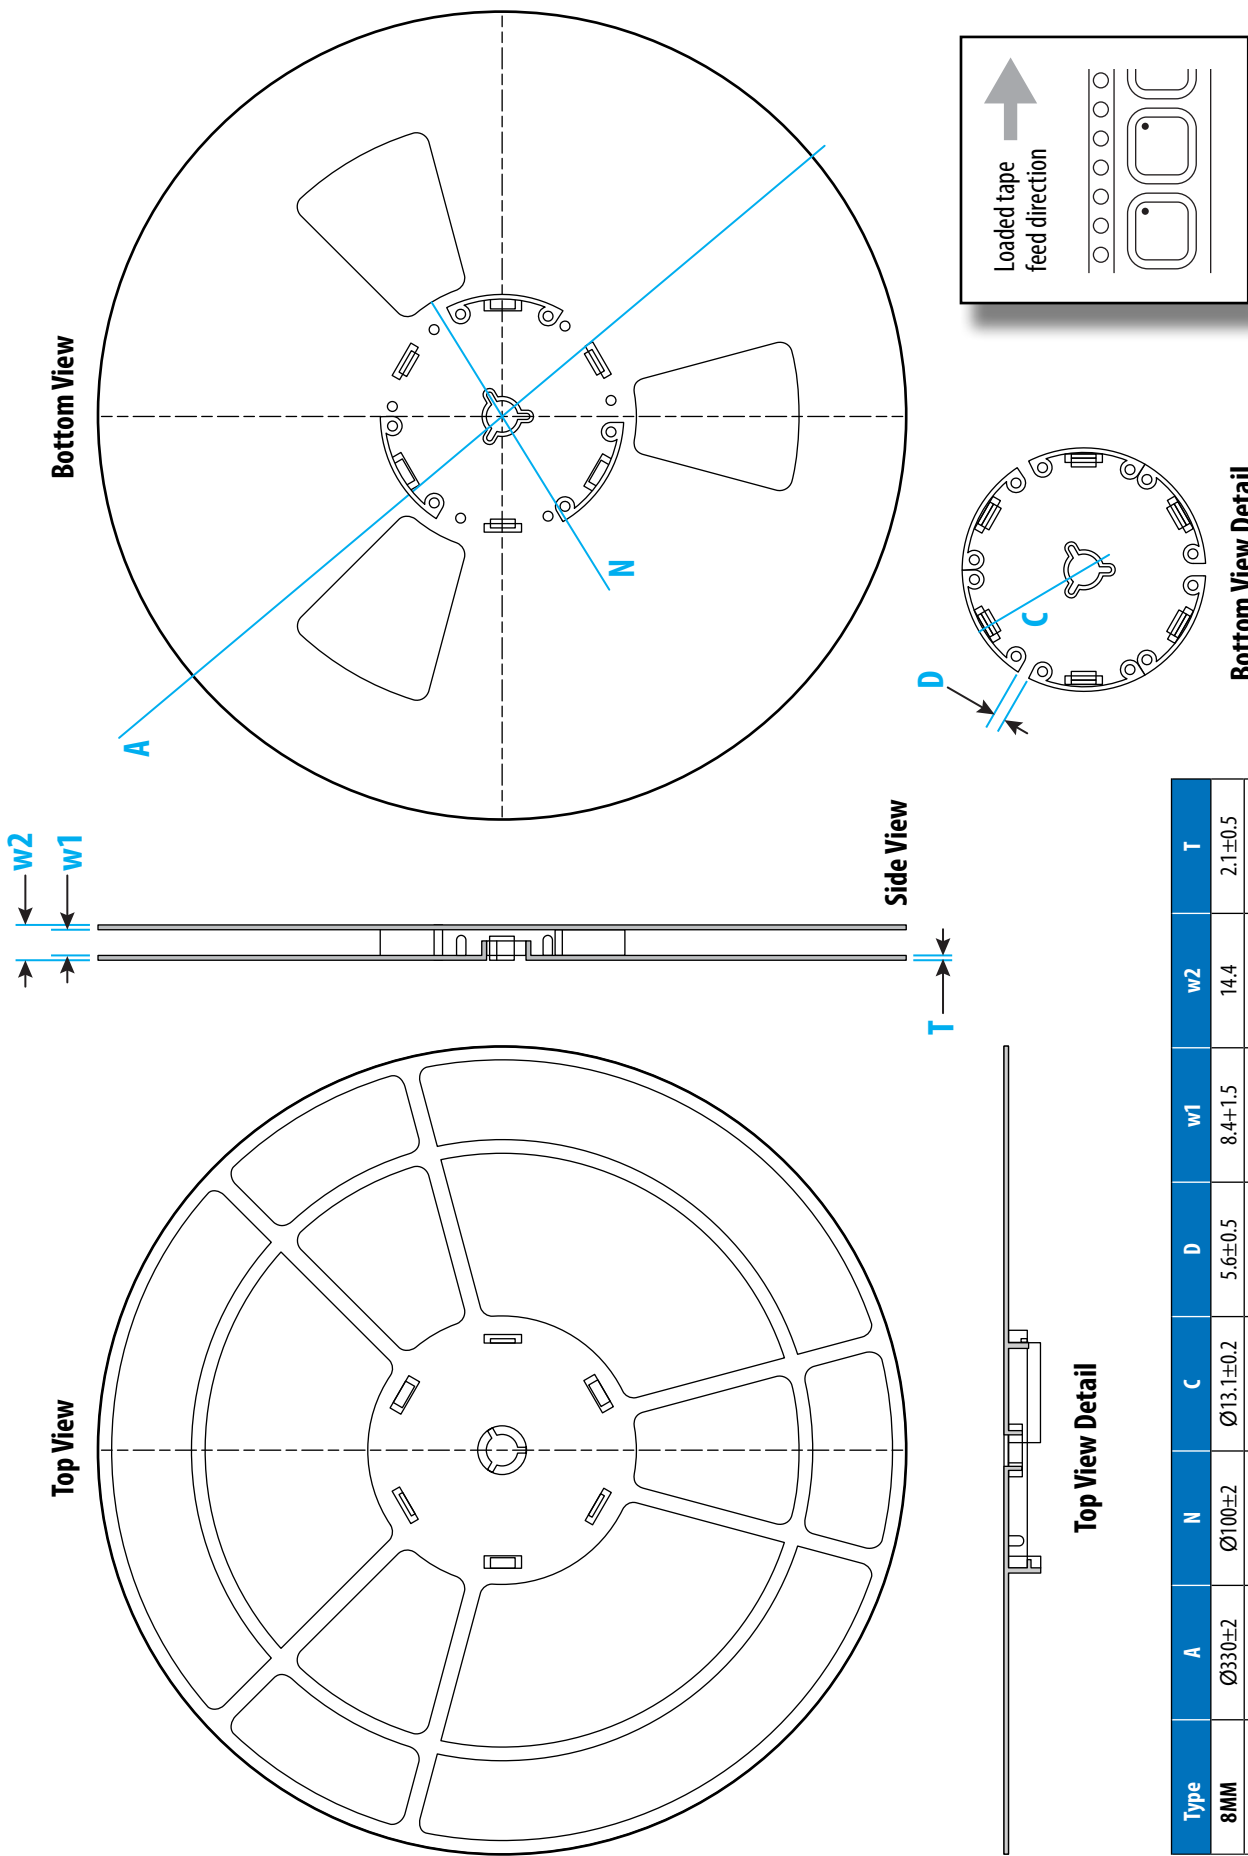 Top View
Bottom View
w2
w1
A
N
T
Side View
Loaded tape
feed direction
D
C
Top View Detail
Bottom View Detail
Type A N C D w1 w2 T
8MM Ø330±2 Ø100±2 Ø13.1±0.2 5.6±0.5 8.4+1.5 14.4 2.1±0.5